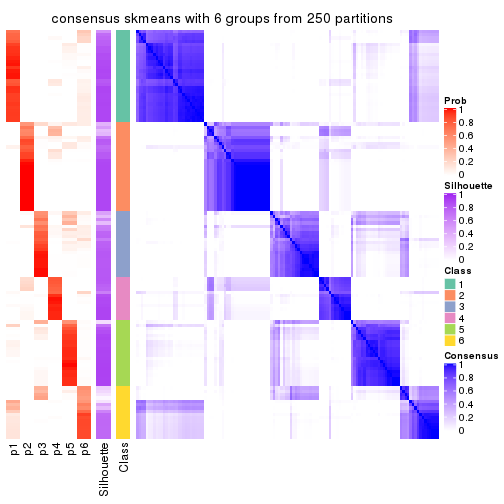 consensus skmeans with 6 groups from 250 partitions
Prob
1
0.8
0.6
0.4
0.2
0
Silhouette
1
0.8
0.6
0.4
0.2
0
Class
1
2
3
4
5
6
Consensus
1
0.8
0.6
0.4
0.2
0
p1
p2
p3
p4
p5
p6
Silhouette
Class